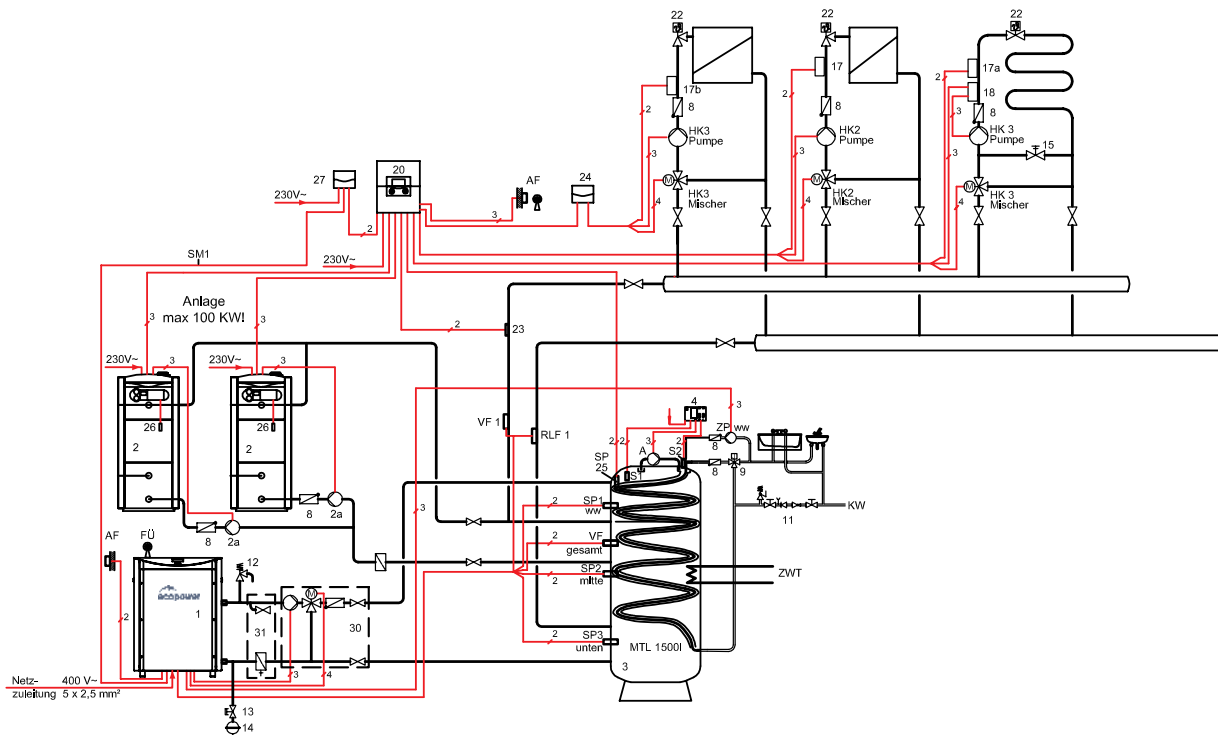 22
22
22
17b
17
17a
18
2
2
2
8
8
8
3
HK3
Pumpe
HK2
Pumpe
HK 3
Pumpe
3
3
3
15
20
27
AF
24
M
M
M
230V~
3
4
4
4
HK3
Mischer
HK2
Mischer
HK 3
Mischer
2
SM1
230V~
Anlage
max 100 KW!
3
3
2
23
230V~
3
230V~
3
26
26
2
2
VF 1
RLF 1
4
3
2
2
3
2
ZP ww
8
A
S2
SP
25
S1
8
9
8
2a
8
2a
3
2
SP1
ww
11
KW
AF
FÜ
12
2
VF
gesamt
2
SP2
mitte
ZWT
ecopower
1
2
M
31
30
2
SP3
unten
MTL 1500l
3
3
4
Netz-
zuleitung
400 V~
5 x 2,5 mm²
13
14